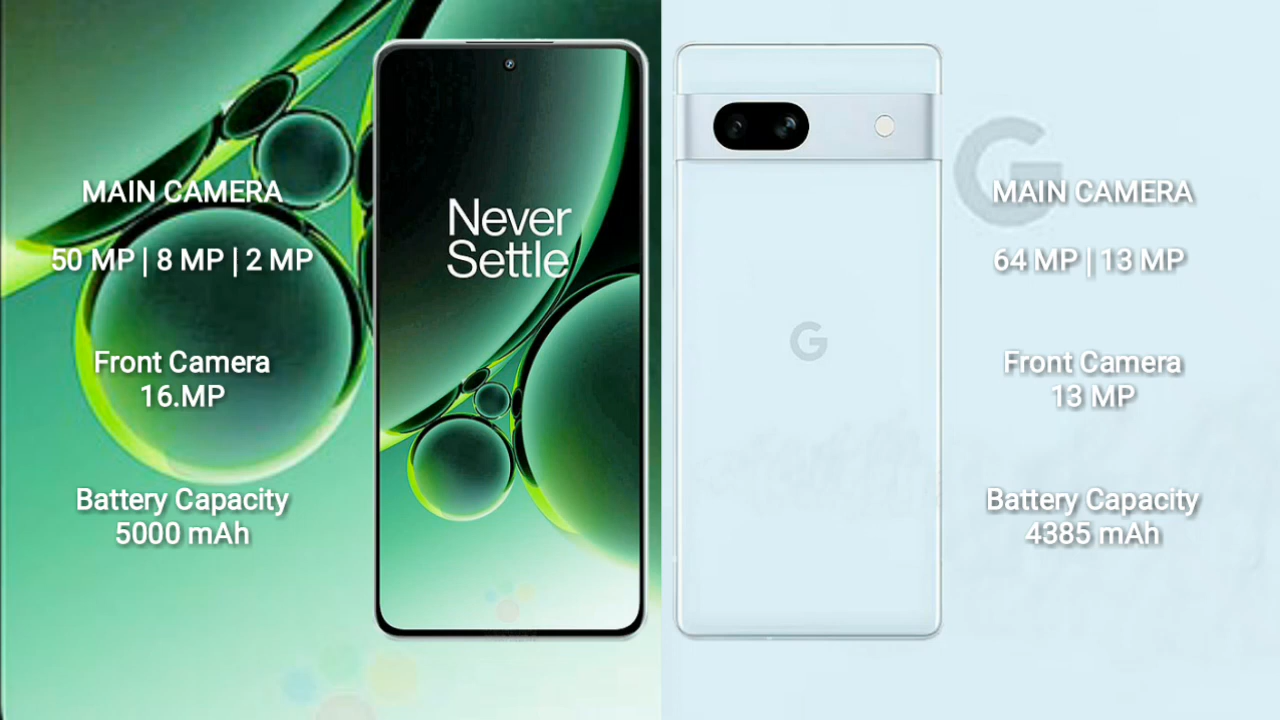 MAIN CAMERA
50 MP | 8 MP | 2 MP
Front Camera
16.MP
Battery Capacity
5000 mAh
Never
Settle
G
G
MAIN CAMERA
64 MP | 13 MP
Front Camera
13 MP
Battery Capacity
4385 mAh